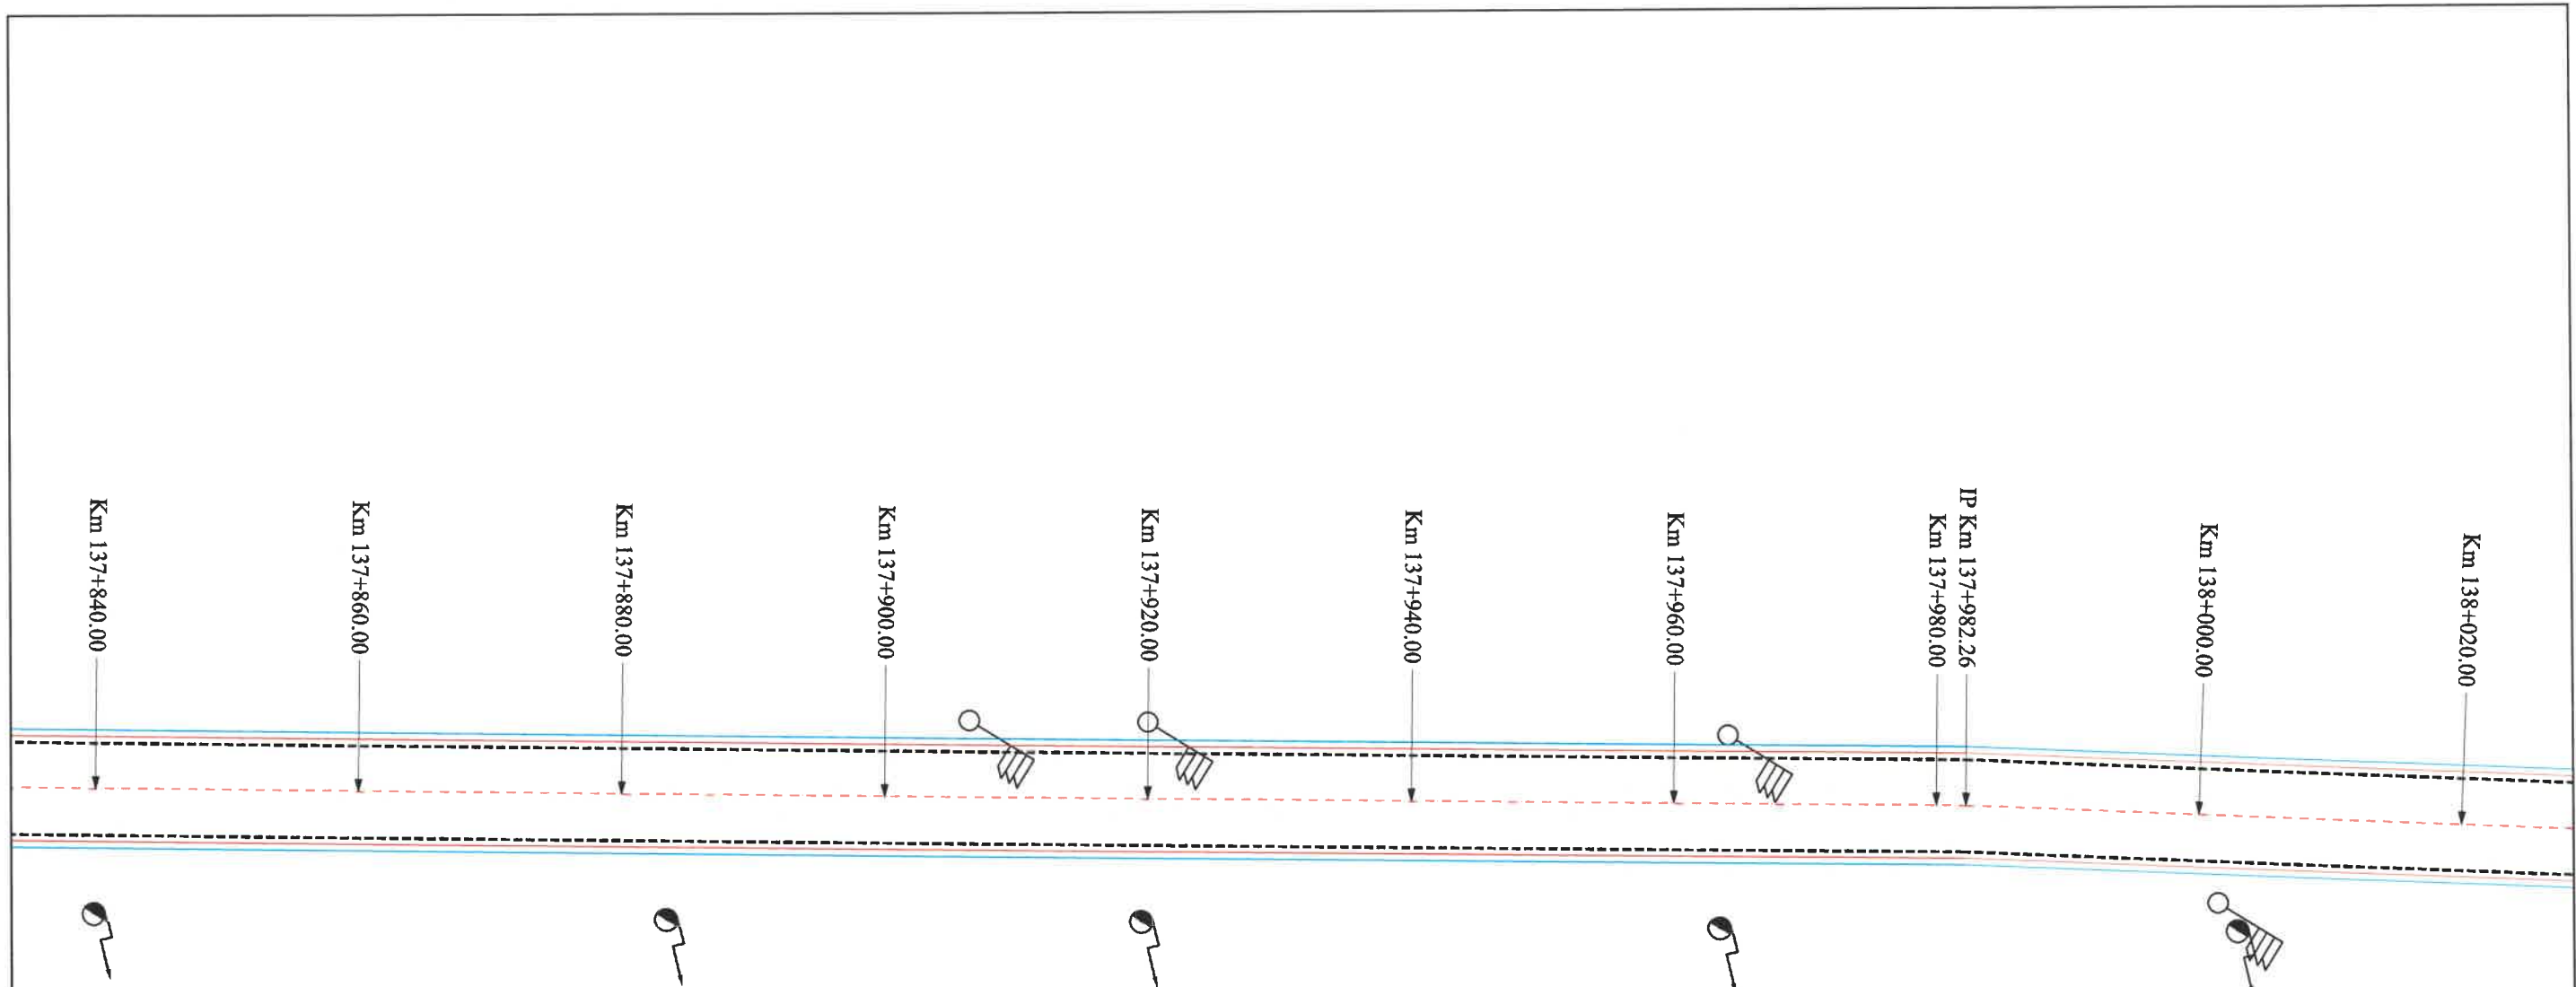 Km 137+840.00
Km 137+860.00
Km 137+880.00
Km 137+900.00
Km 137+920.00
Km 137+940.00
Km 137+960.00
Km 137+980.00
IP Km 137+982.26
Km 138+000.00
Km 138+020.00